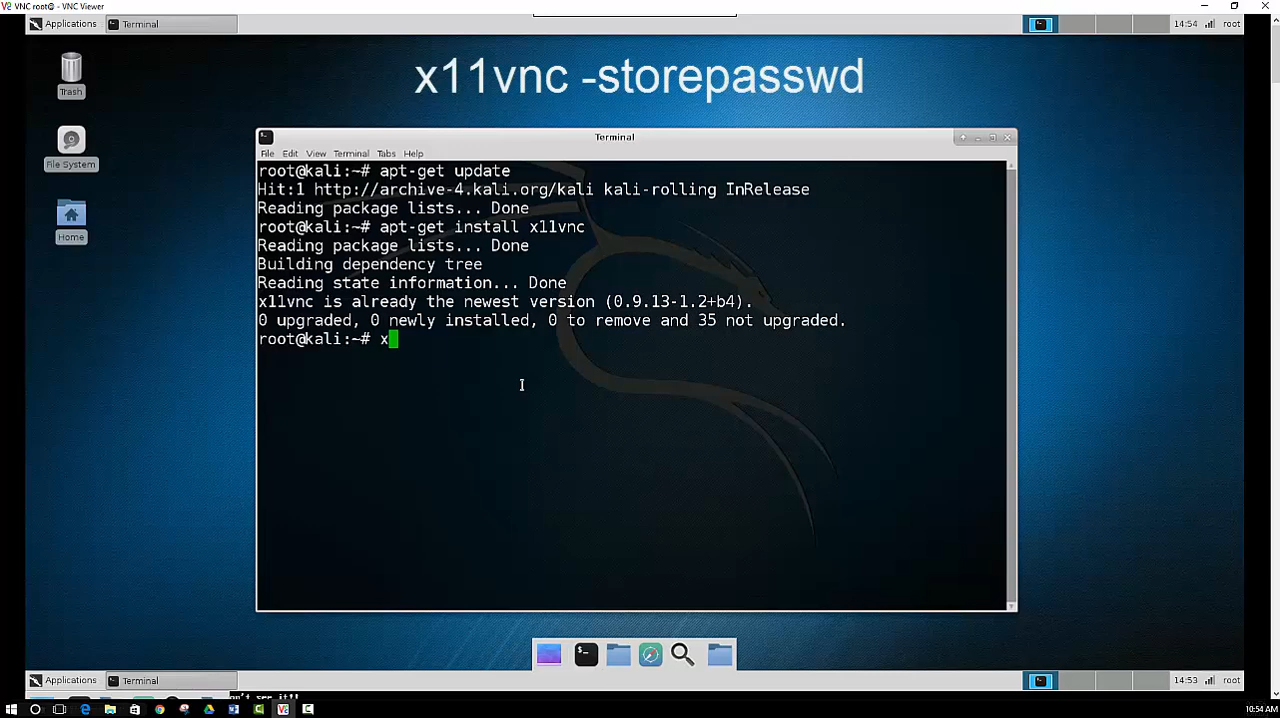 VNC root@ - VNC Viewer
Applications
Terminal
14:54
root
Trash
File System
Home
x11vnc -storepasswd
Terminal
File Edit View Terminal Tabs Help
root@kali:~# apt-get update
Hit:1 http://archive-4.kali.org/kali kali-rolling InRelease
Reading package lists... Done
root@kali:~# apt-get install x11vnc
Reading package lists... Done
Building dependency tree
Reading state information... Done
x11vnc is already the newest version (0.9.13-1.2+b4).
0 upgraded, 0 newly installed, 0 to remove and 35 not upgraded.
root@kali:~# x
Applications
Terminal
14:53
root
see it!!
10:54 AM